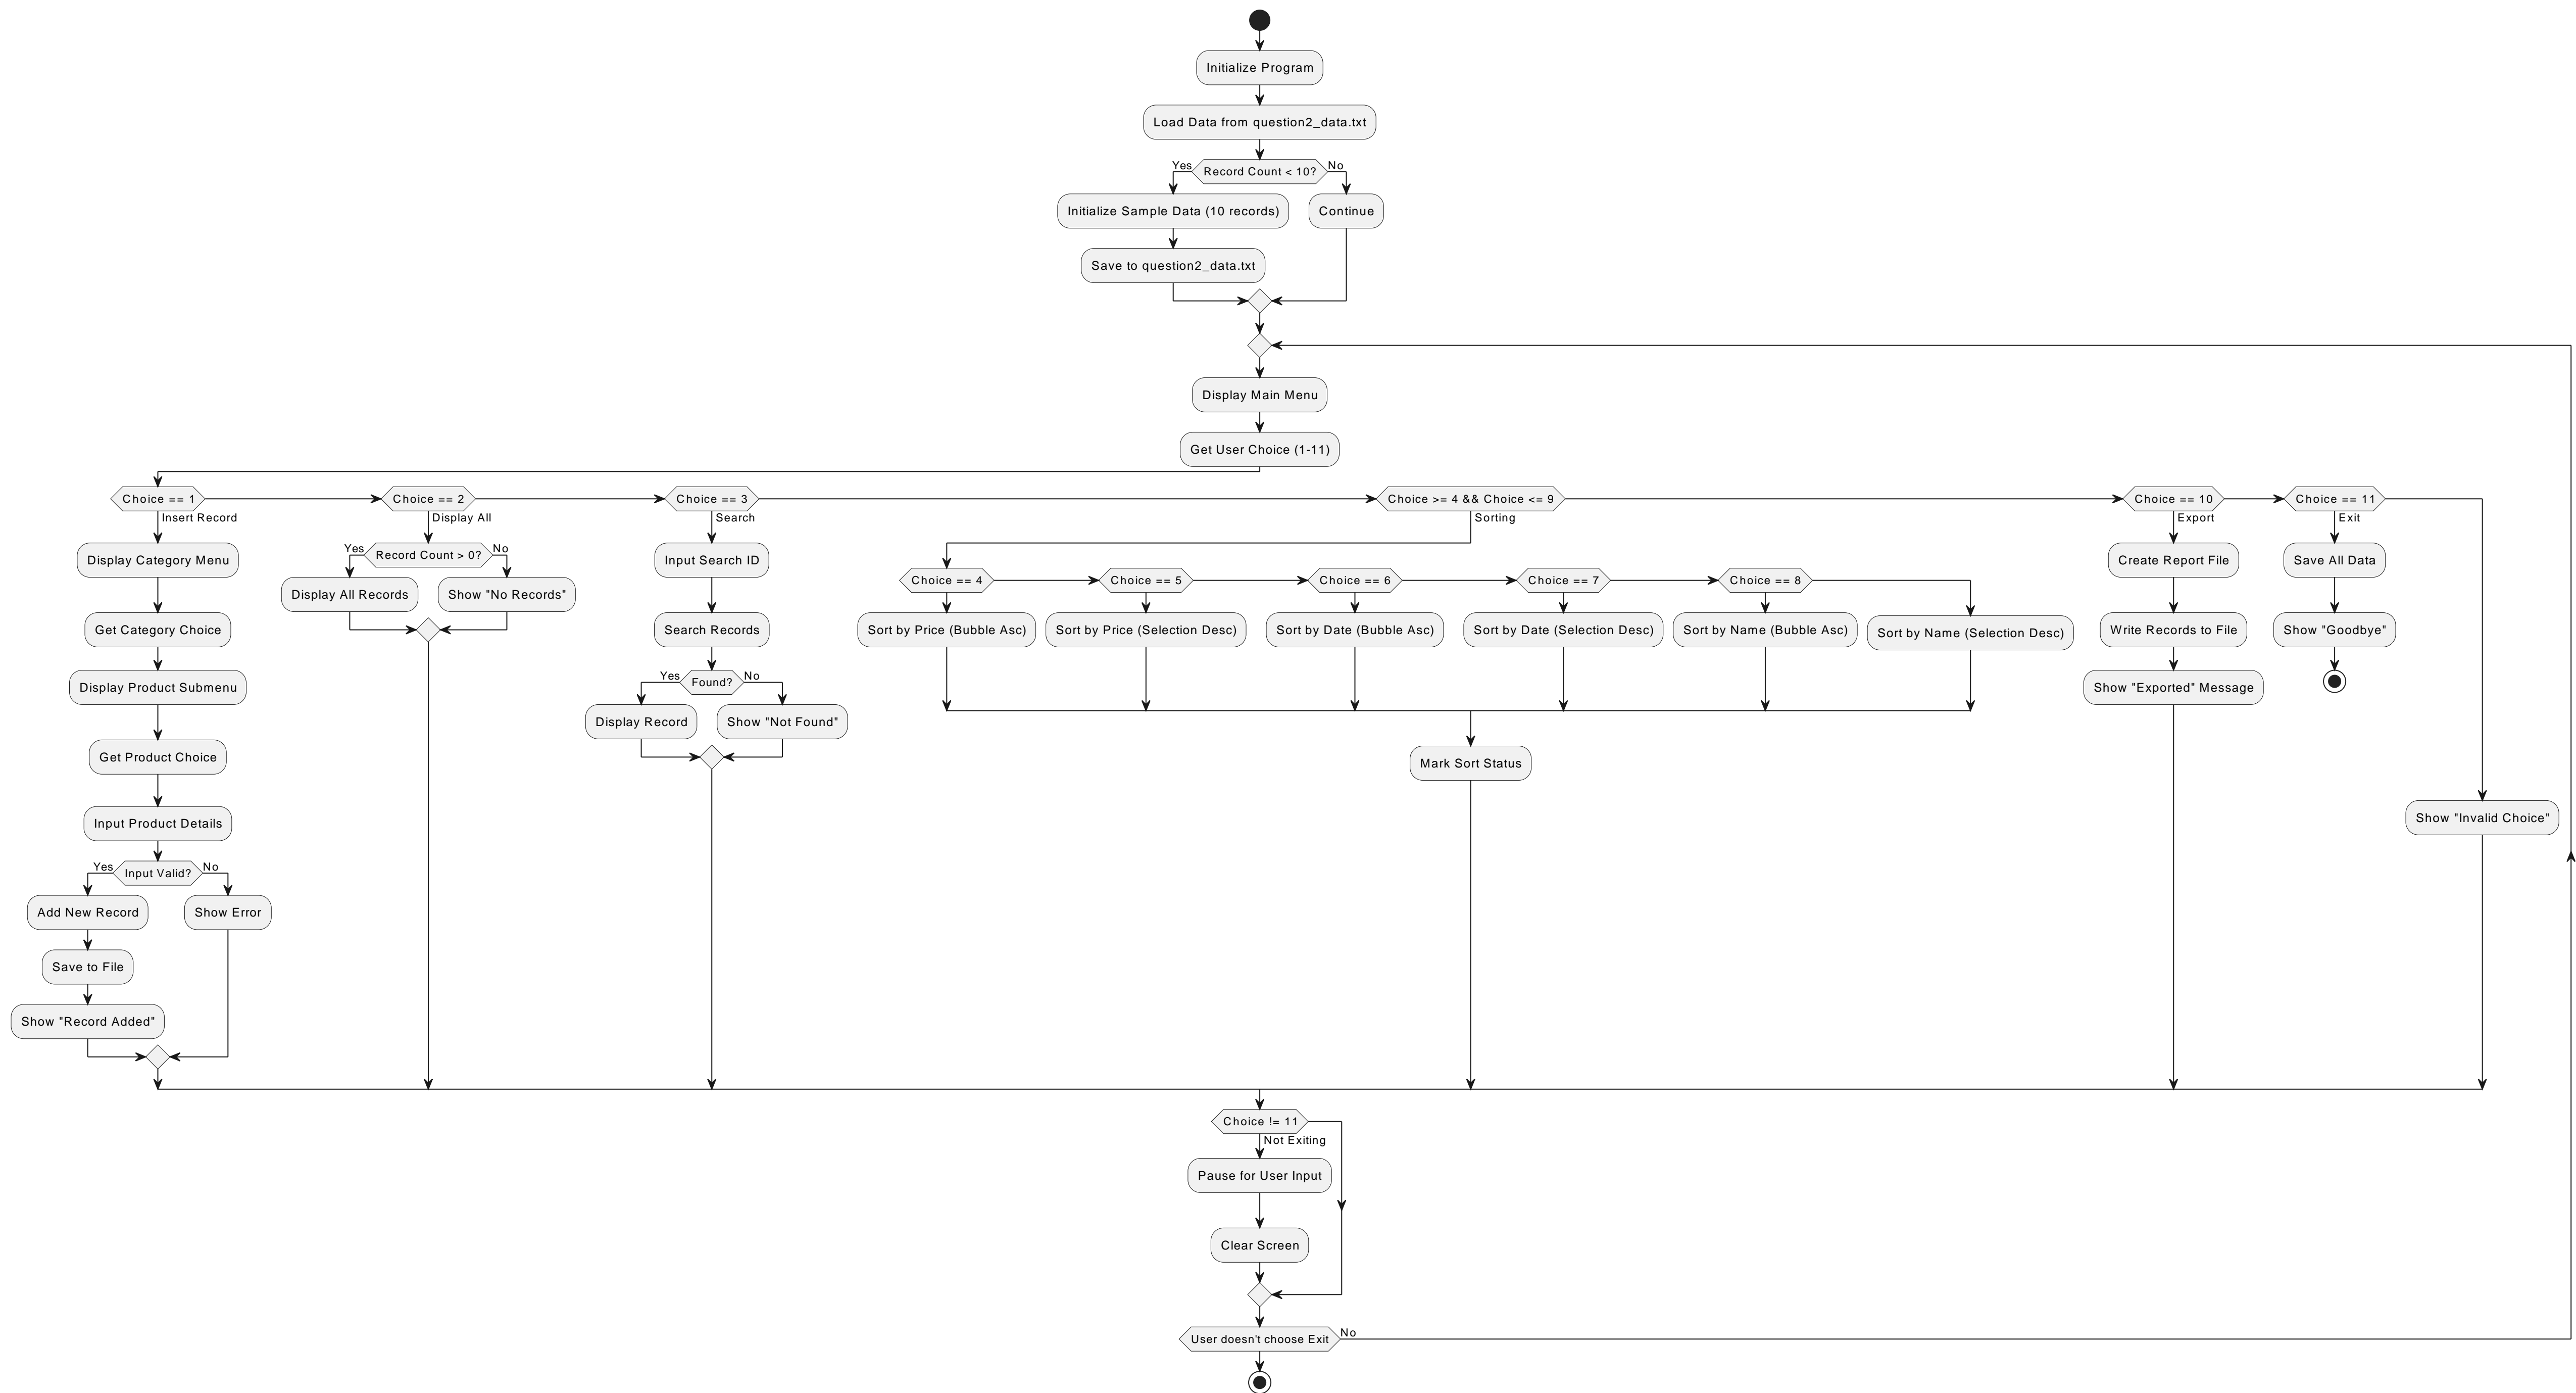 Initialize Program
Load Data from question2_data.txt
Yes
Record Count < 10?
No
Initialize Sample Data (10 records)
Continue
Save to question2_data.txt
Display Main Menu
Get User Choice (1-11)
Choice == 1
Insert Record
Display Category Menu
Get Category Choice
Display Product Submenu
Get Product Choice
Input Product Details
Yes
Input Valid?
No
Add New Record
Show Error
Save to File
Show "Record Added"
Choice == 2
Display All
Yes
Record Count > 0?
No
Display All Records
Show "No Records"
Choice == 3
Search
Input Search ID
Search Records
Yes
Found?
No
Display Record
Show "Not Found"
Choice >= 4 && Choice <= 9
Sorting
Choice == 4
Sort by Price (Bubble Asc)
Choice == 5
Sort by Price (Selection Desc)
Choice == 6
Sort by Date (Bubble Asc)
Choice == 7
Sort by Date (Selection Desc)
Choice == 8
Sort by Name (Bubble Asc)
Sort by Name (Selection Desc)
Mark Sort Status
Choice == 10
Export
Create Report File
Write Records to File
Show "Exported" Message
Choice == 11
Exit
Save All Data
Show "Goodbye"
Show "Invalid Choice"
Choice != 11
Not Exiting
Pause for User Input
Clear Screen
User doesn't choose Exit
No